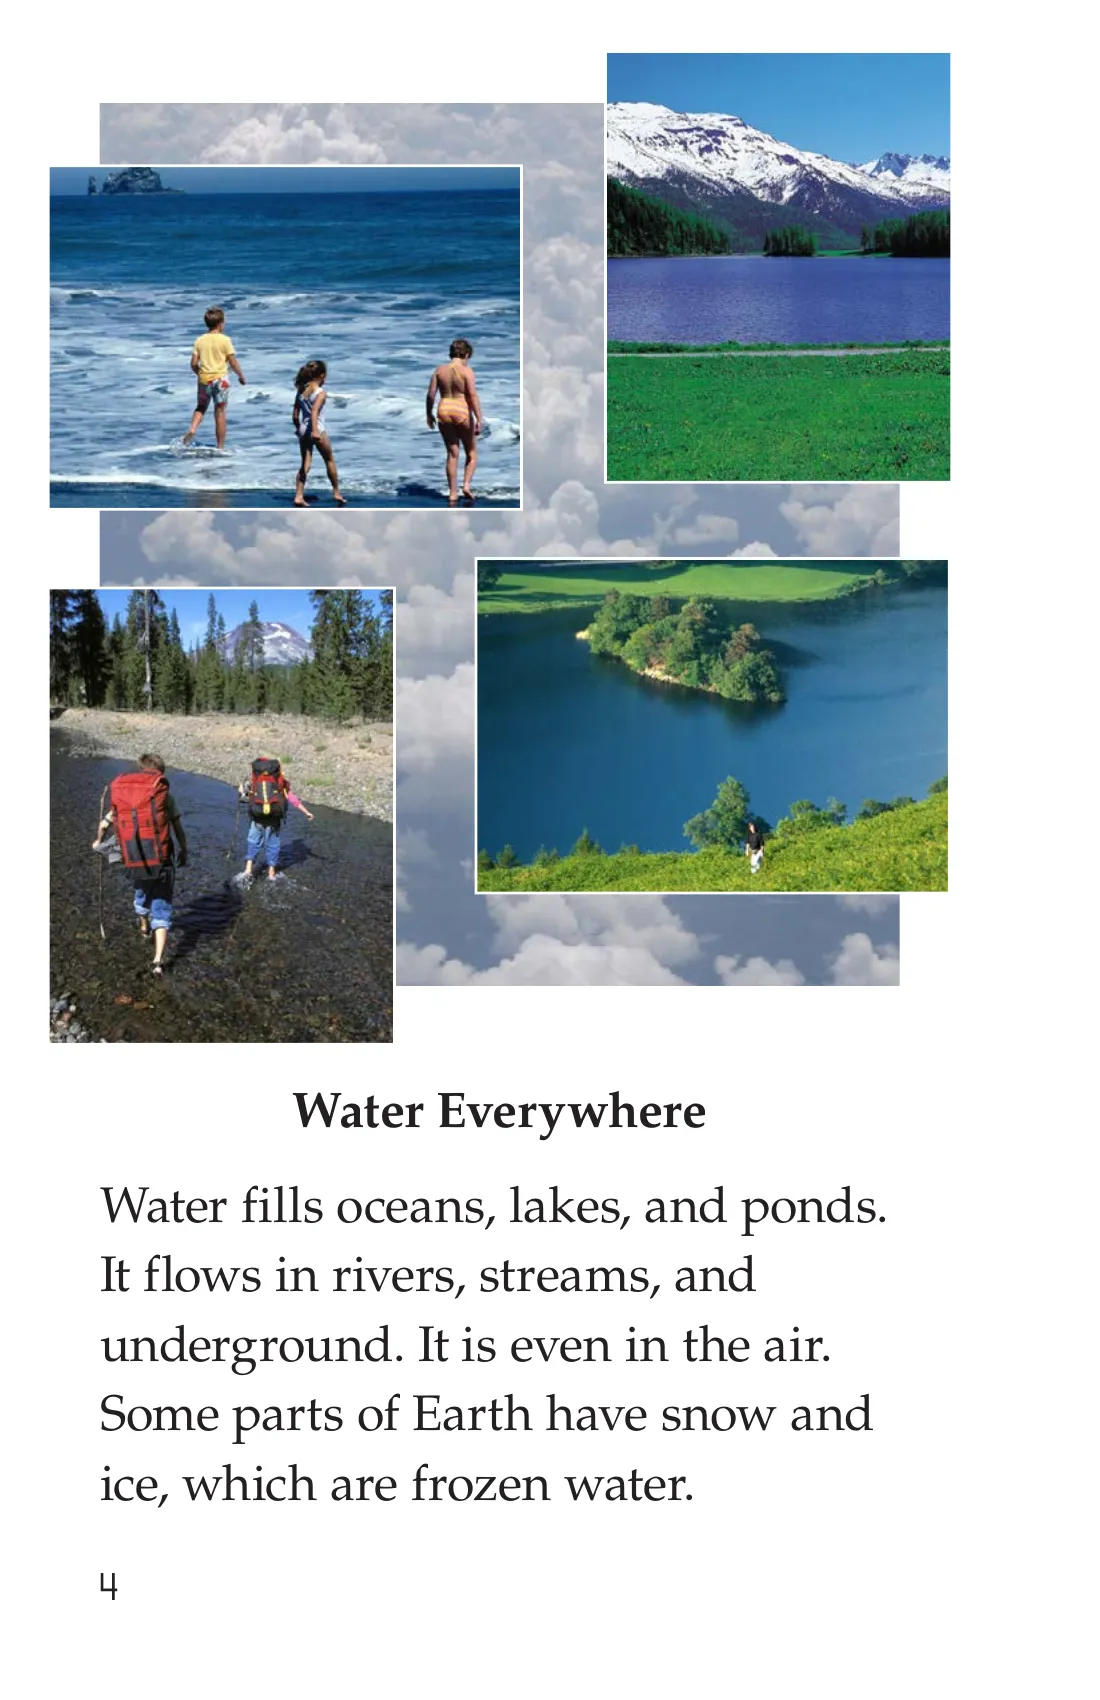 Water Everywhere
Water fills oceans, lakes, and ponds.
It flows in rivers, streams, and
underground. It is even in the air.
Some parts of Earth have snow and
ice, which are frozen water.
4